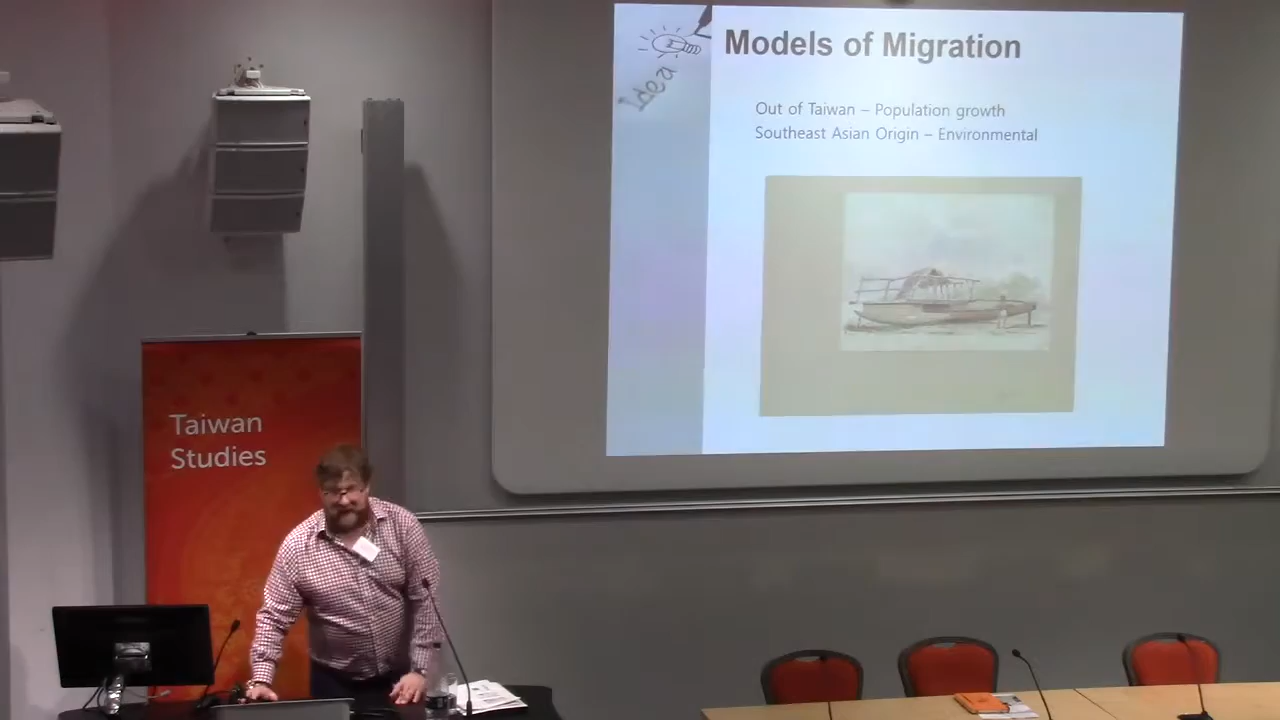 Idea
Models of Migration
Out of Taiwan – Population growth
Southeast Asian Origin – Environmental
Taiwan
Studies